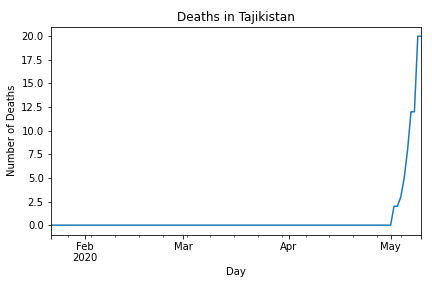 Deaths in Tajikistan
20.0
17.5
15.0
12.5
10.0
7.5
5.0
2.5
0.0
Number of Deaths
Feb
2020
Mar
Apr
May
Day